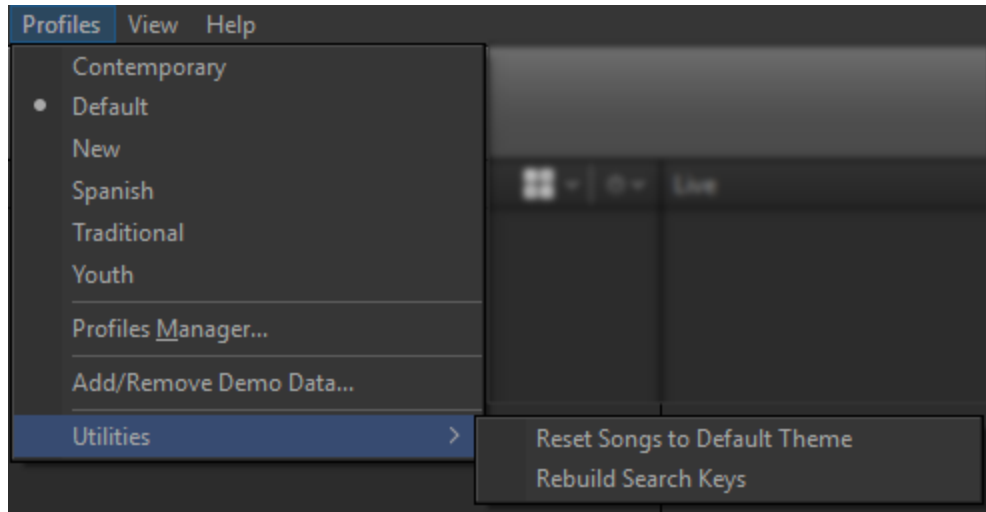 Profiles View Help
Contemporary
Default
New
Spanish
Traditional
Youth
Live
Profiles Manager...
Add/Remove Demo Data...
Utilities
Reset Songs to Default Theme
Rebuild Search Keys